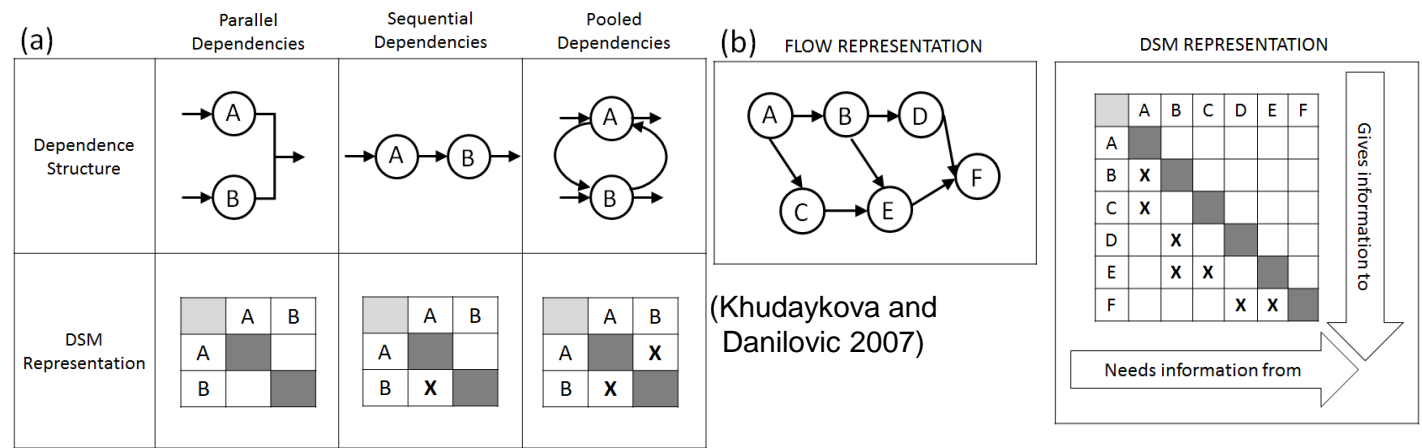 (a)
Parallel
Dependencies
Sequential
Dependencies
Pooled
Dependencies
Dependence
Structure
A
B
A B
A
B
DSM
Representation
A B
A
B
A B
A
B X
A B
A X
B X
(b)
FLOW REPRESENTATION
A B D
F
C E
(Khudaykova and
Danilovic 2007)
DSM REPRESENTATION
A B C D E F
A
B X
C X
D X
E X X
F X X
Gives information to
Needs information from